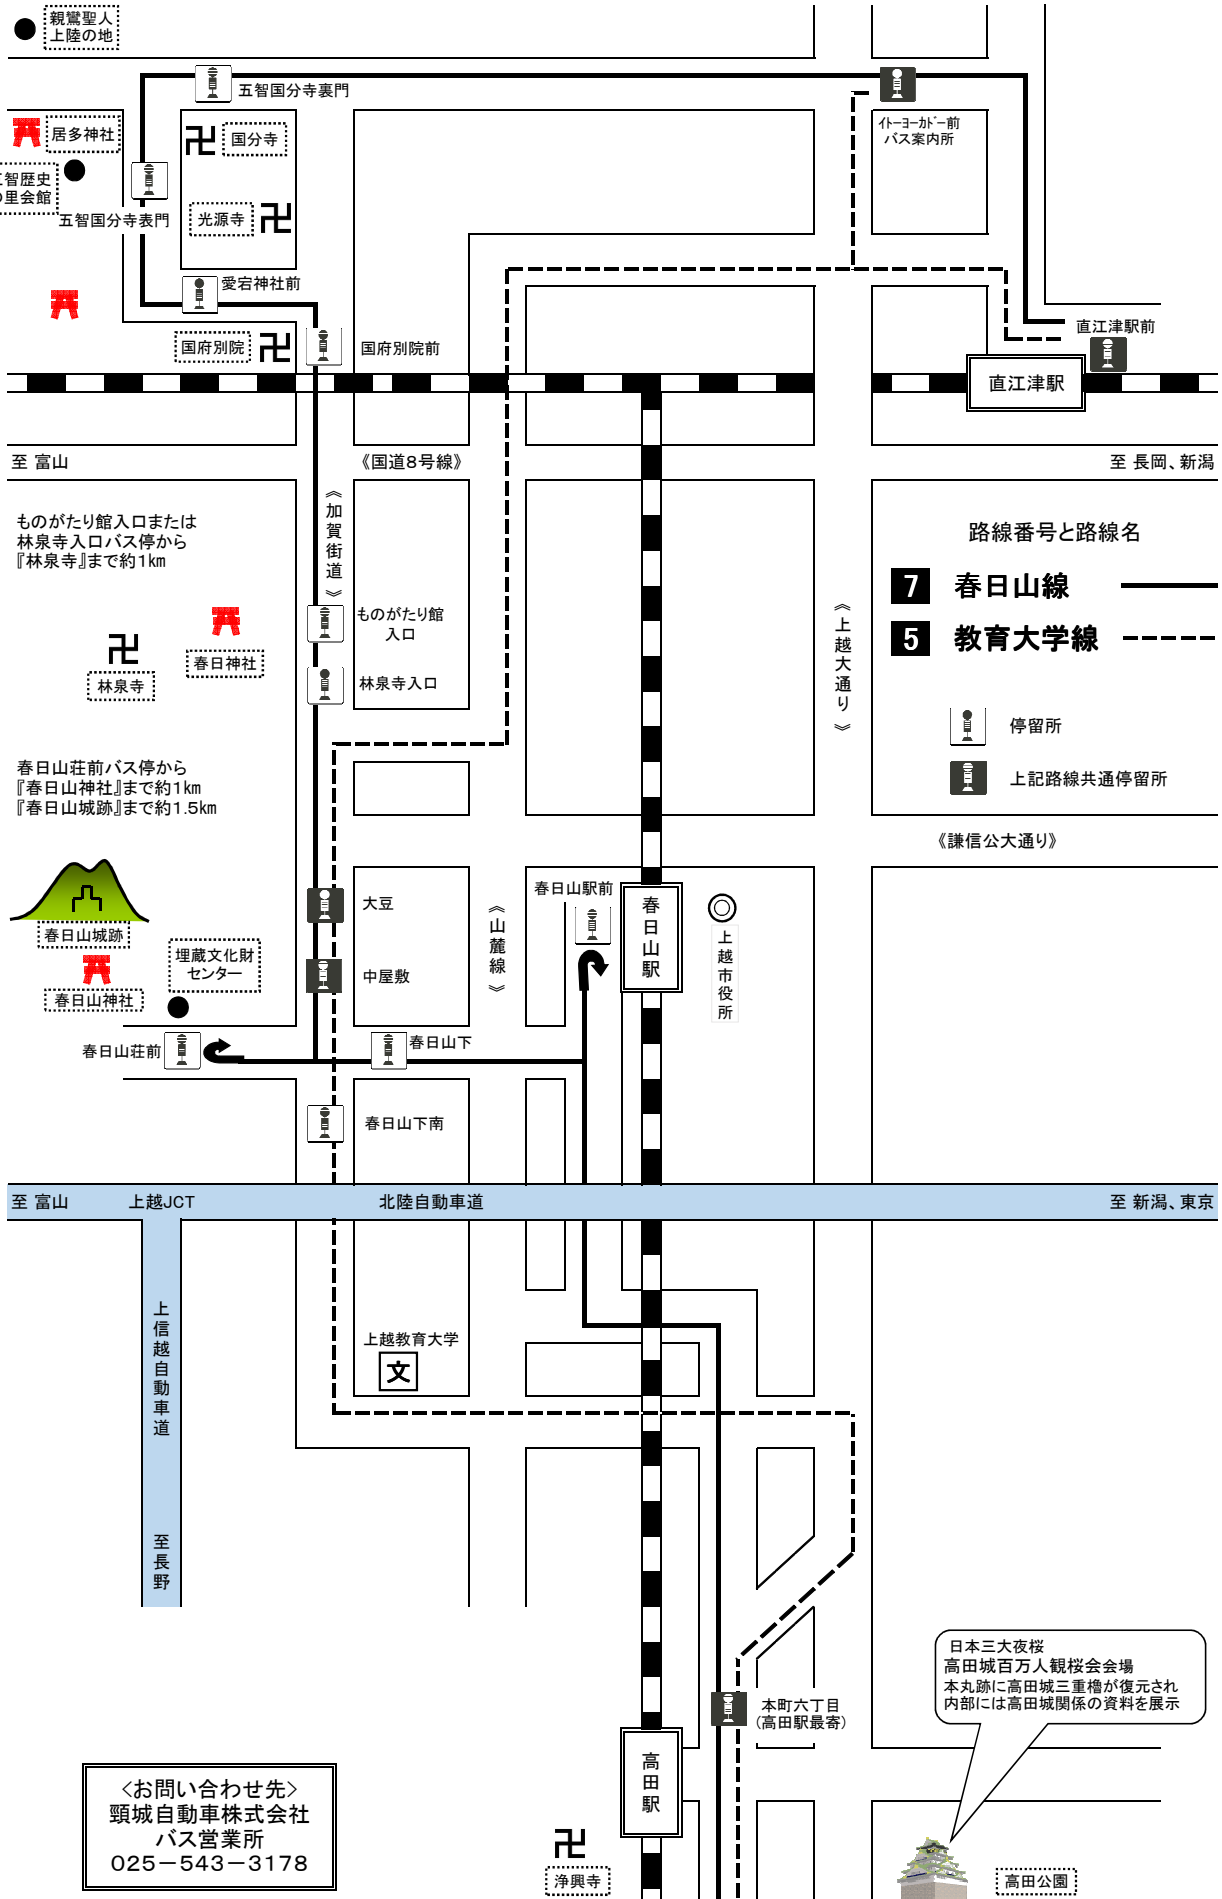 親鸞聖人
上陸の地
五智国分寺裏門
居多神社
国分寺
イトーヨーカドー前
バス案内所
智歴史
の里会館
五智国分寺表門
光源寺
愛宕神社前
国府別院
国府別院前
直江津駅前
直江津駅
至 富山
《国道8号線》
至 長岡、新潟
ものがたり館入口または
林泉寺入口バス停から
『林泉寺』まで約1km
《加賀街道》
路線番号と路線名
7 春日山線
5 教育大学線
停留所
上記路線共通停留所
ものがたり館
入口
林泉寺入口
春日神社
林泉寺
《上越大通り》
春日山荘前バス停から
『春日山神社』まで約1km
『春日山城跡』まで約1.5km
《謙信公大通り》
春日山城跡
春日山神社
埋蔵文化財
センター
大豆
中屋敷
《山麓線》
春日山駅前
春日山駅
上越市役所
春日山荘前
春日山下
春日山下南
至 富山
上越JCT
北陸自動車道
至 新潟、東京
上信越自動車道
至長野
上越教育大学
文
日本三大夜桜
高田城百万人観桜会会場
本丸跡に高田城三重櫓が復元され
内部には高田城関係の資料を展示
本町六丁目
(高田駅最寄)
高田駅
<お問い合わせ先>
頸城自動車株式会社
バス営業所
025-543-3178
浄興寺
高田公園